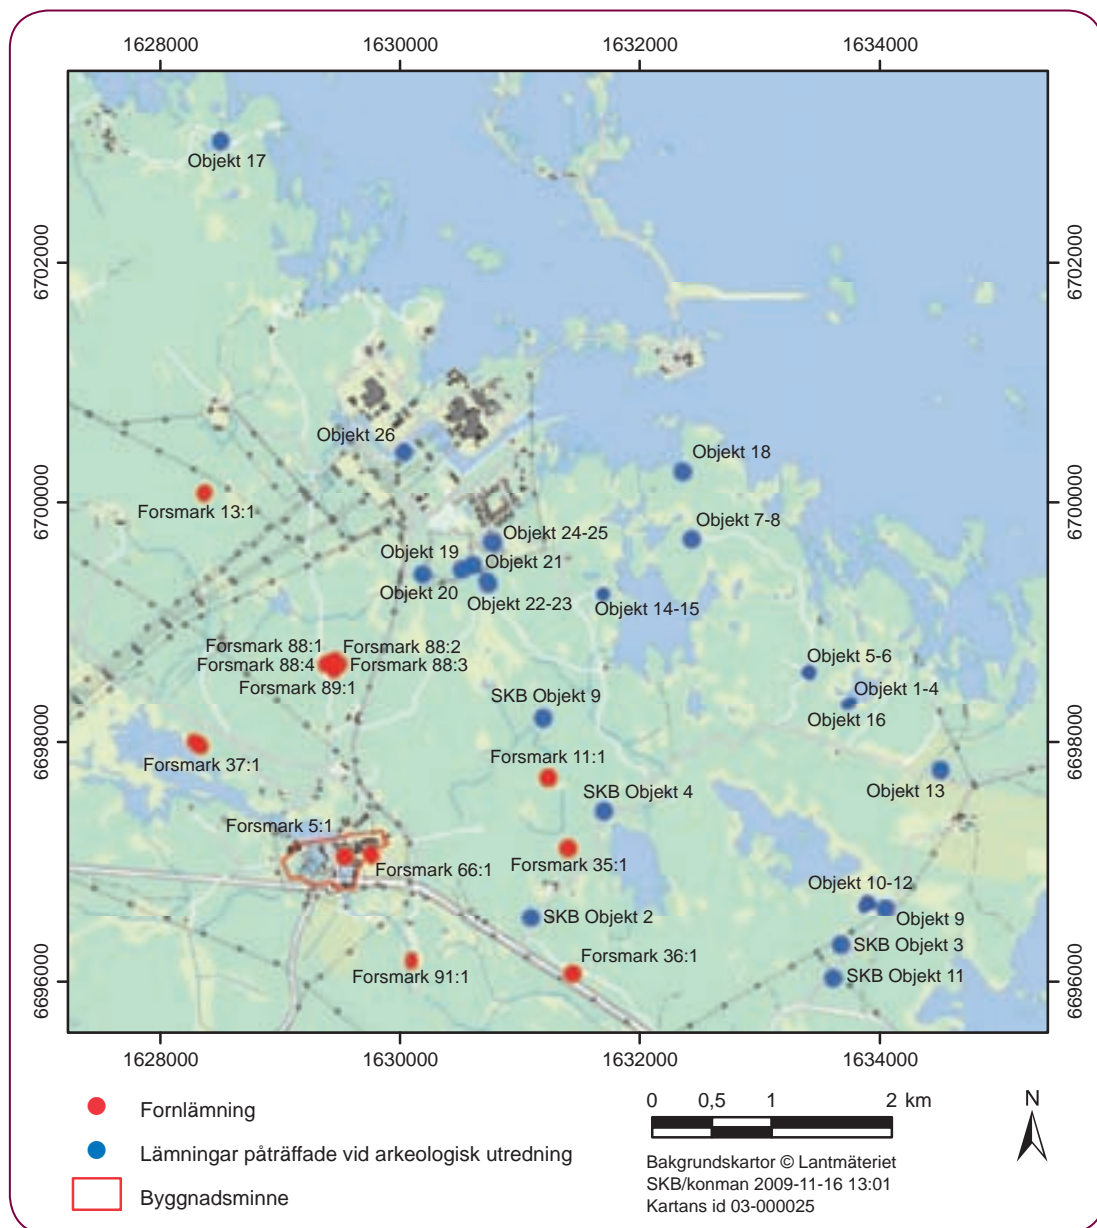 1628000 1630000 1632000 1634000
Objekt 17
6702000 6702000
Objekt 26
Objekt 18
6700000 6700000
Forsmark 13:1
Objekt 7-8
Objekt 24-25
Objekt 19
Objekt 21
Objekt 20
Objekt 22-23
Objekt 14-15
Forsmark 88:1 Forsmark 88:2
Forsmark 88:4 Forsmark 88:3
Forsmark 89:1
Objekt 5-6
Objekt 1-4
SKB Objekt 9
Objekt 16
6698000 6698000
Forsmark 37:1
Forsmark 11:1
Objekt 13
SKB Objekt 4
Forsmark 5:1
Forsmark 66:1
Forsmark 35:1
Objekt 10-12
SKB Objekt 2
Objekt 9
SKB Objekt 3
Forsmark 36:1
Forsmark 91:1
SKB Objekt 11
6696000 6696000
1628000 1630000 1632000 1634000
Fornlämning
Lämningar påträffade vid arkeologisk utredning
Byggnadsminne
0 0,5 1 2 km
N
Bakgrundskartor © Lantmäteriet
SKB/konman 2009-11-16 13:01
Kartans id 03-000025